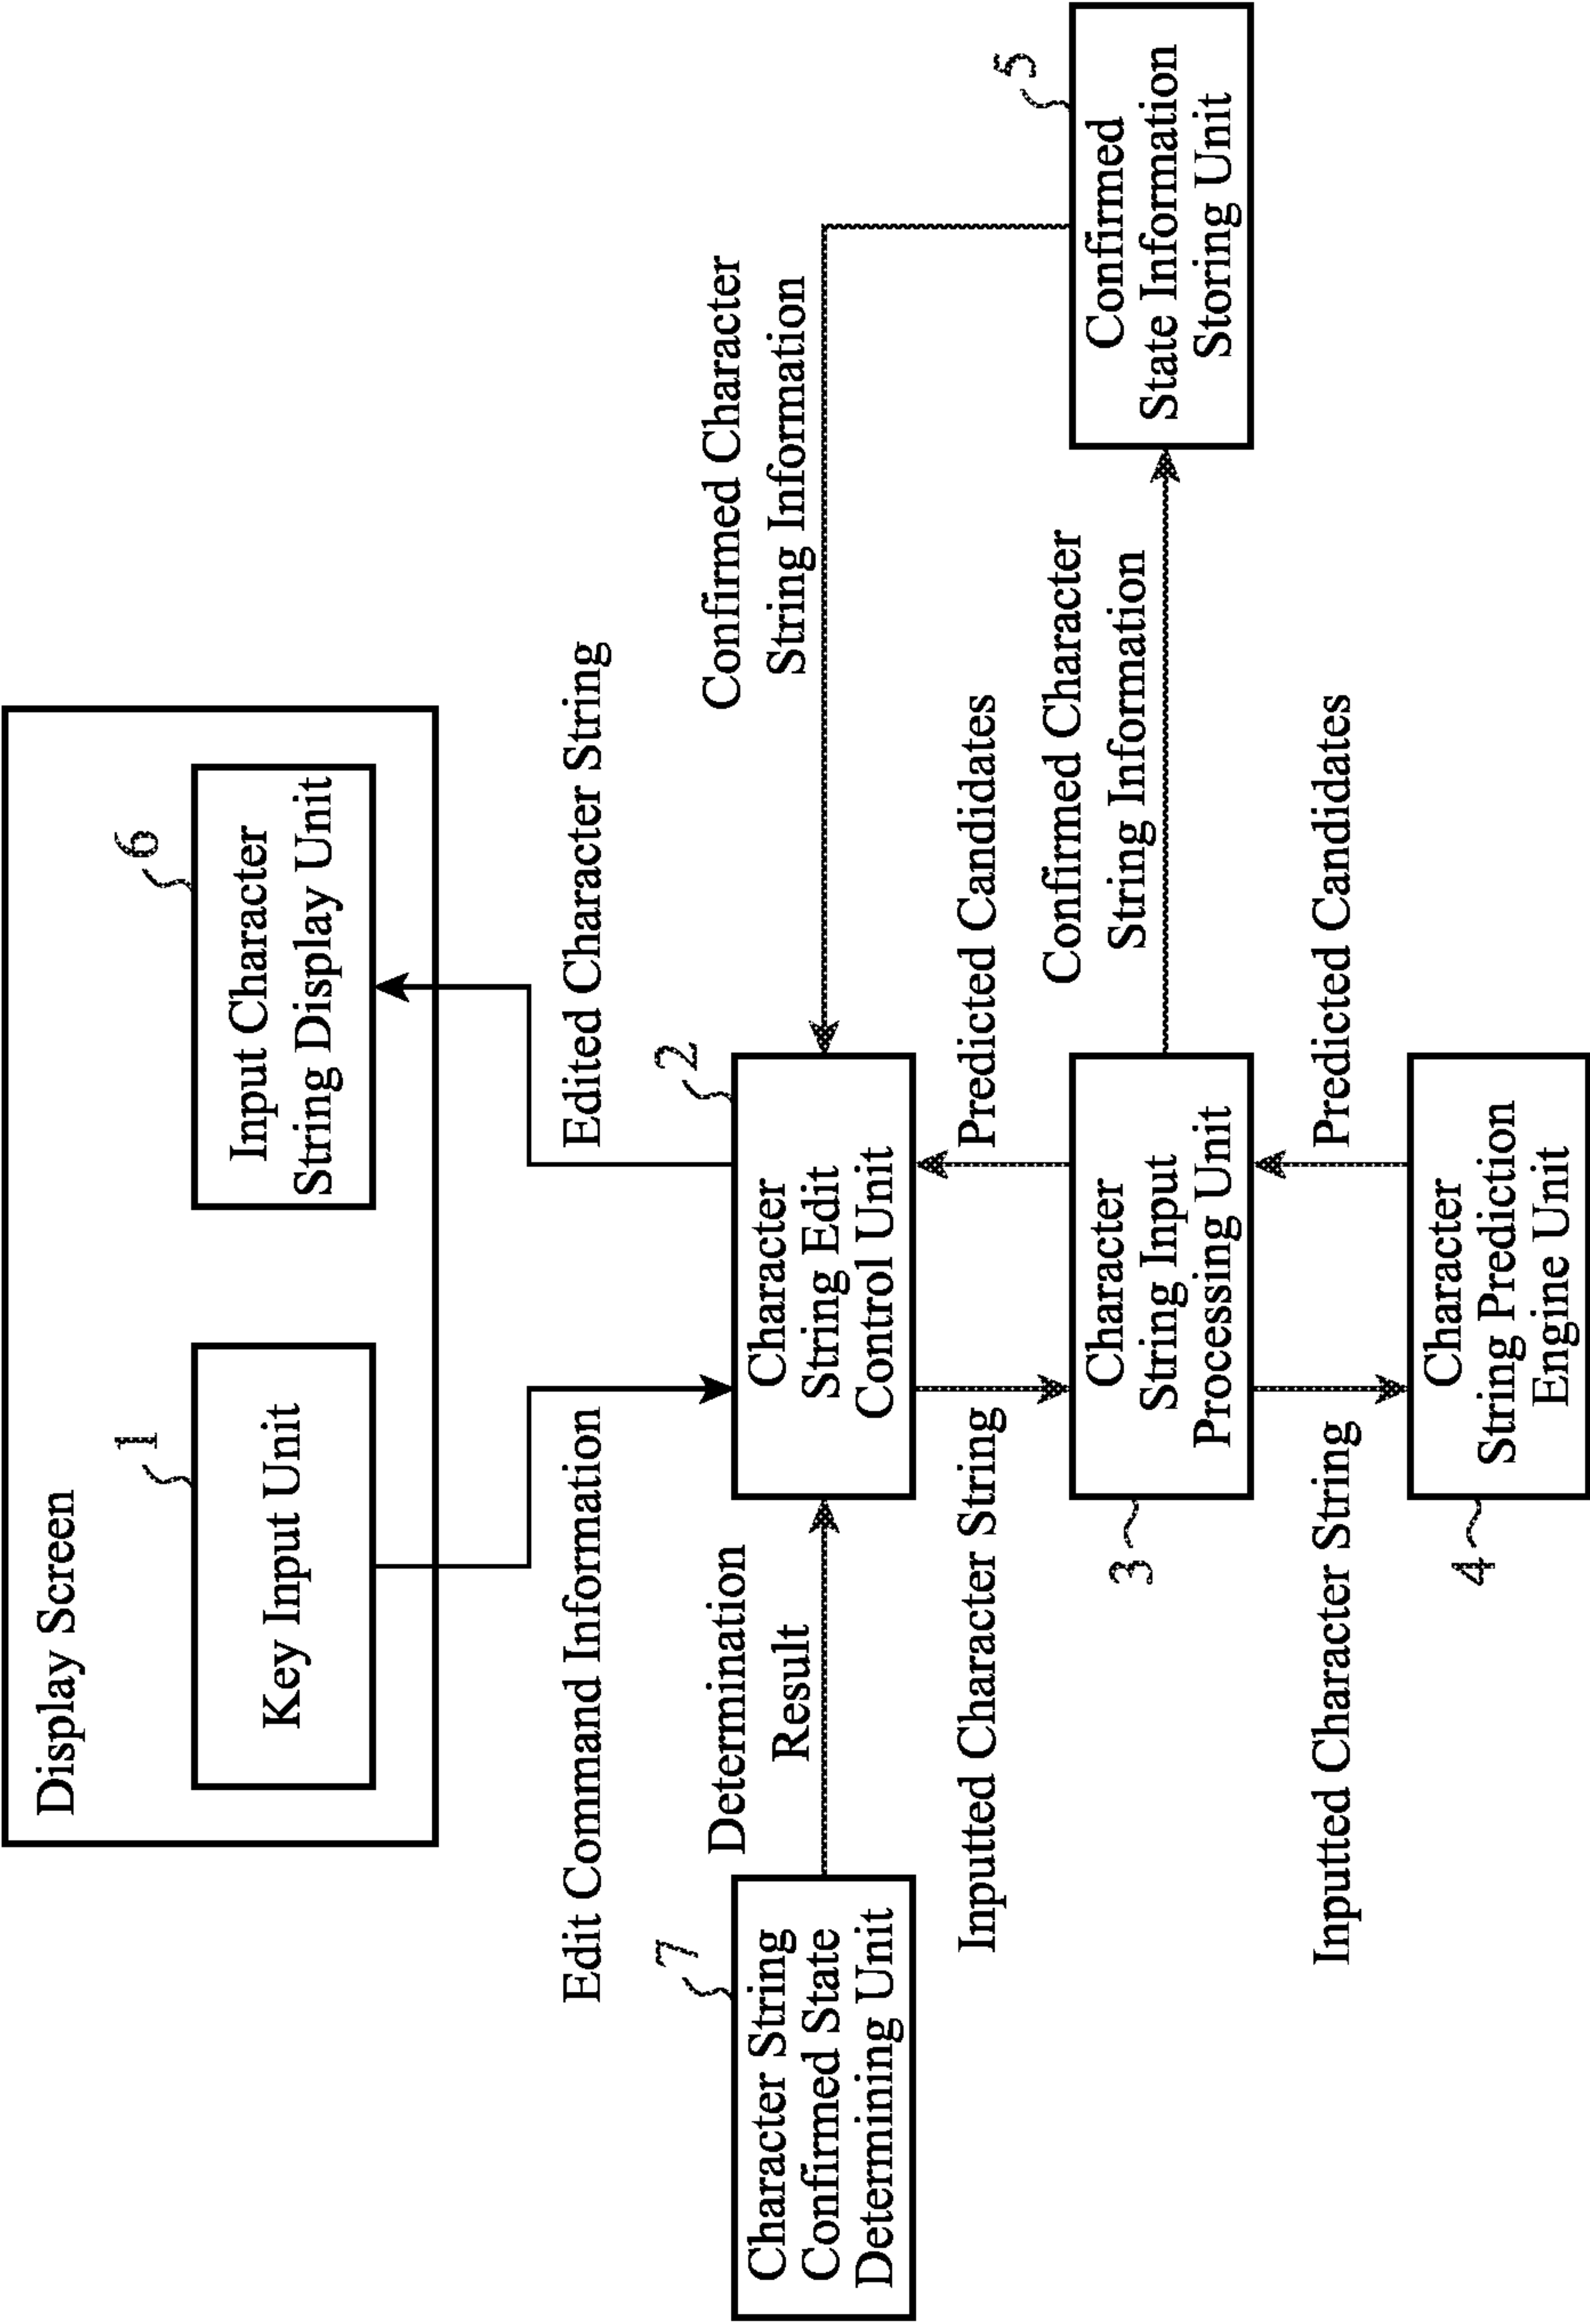 Display Screen
1
Key Input Unit
6
Input Character
String Display Unit
Edit Command Information
Edited Character String
7
Character String
Confirmed State
Determining Unit
Determination
Result
2
Character
String Edit
Control Unit
Confirmed Character
String Information
Inputted Character String
Predicted Candidates
3
Character
String Input
Processing Unit
Confirmed Character
String Information
5
Confirmed
State Information
Storing Unit
Inputted Character String
Predicted Candidates
4
Character
String Prediction
Engine Unit